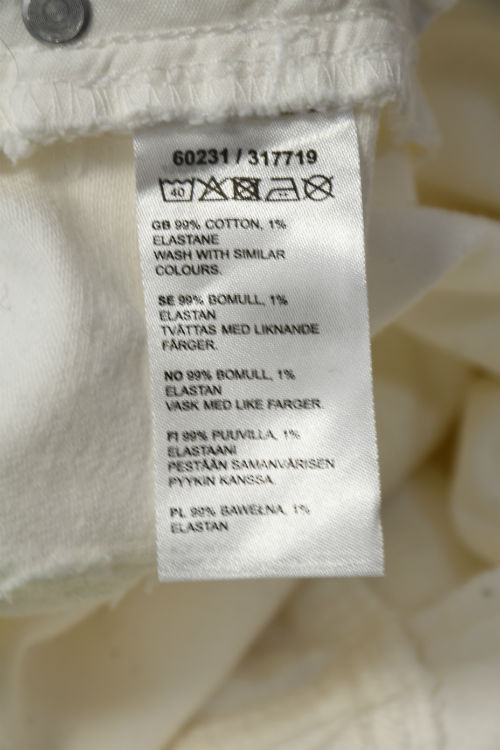 60231 / 317719
40
GB 99% COTTON, 1%
ELASTANE
WASH WITH SIMILAR
COLOURS.
SE 99% BOMULL, 1%
ELASTAN
TVÄTTAS MED LIKNANDE
FÄRGER.
NO 99% BOMULL, 1%
ELASTAN
VASK MED LIKE FARGER.
FI 99% PUUVILLA, 1%
ELASTAANI
PESTÄÄN SAMANVÄRISEN
PYYKIN KANSSA.
PL 99% BAWEŁNA, 1%
ELASTAN